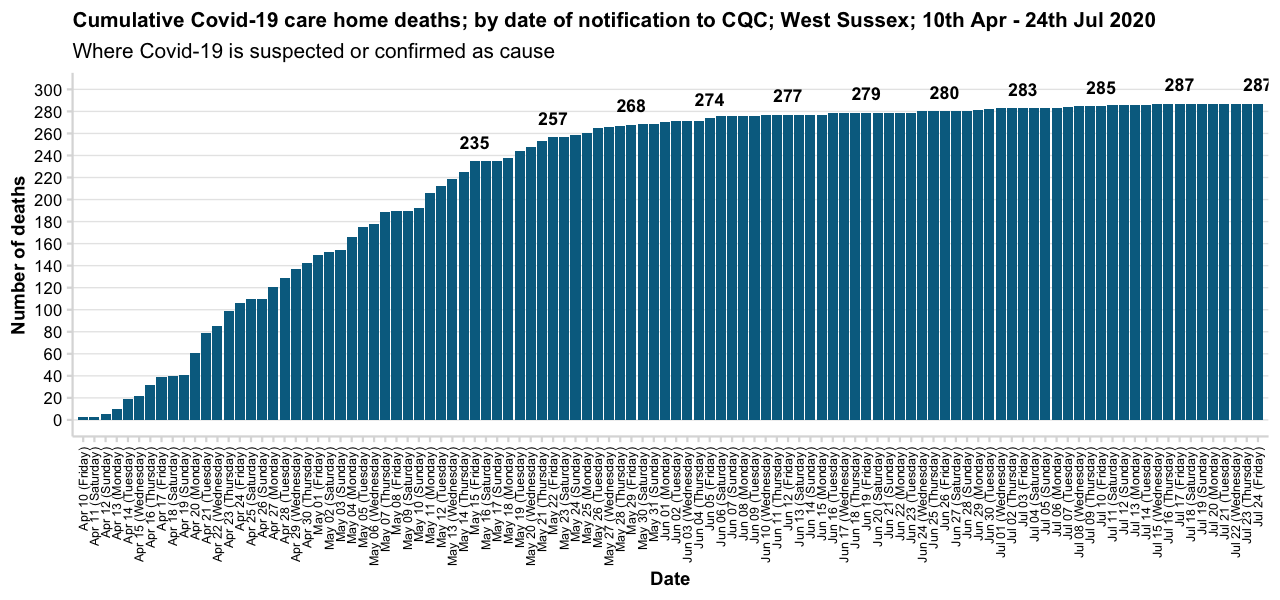 Cumulative Covid-19 care home deaths; by date of notification to CQC; West Sussex; 10th Apr - 24th Jul 2020
Where Covid-19 is suspected or confirmed as cause
Number of deaths
300
280
260
240
220
200
180
160
140
120
100
80
60
40
20
0
235
257
268
274
277
279
280
283
285
287
287
Apr 10 (Friday)
Apr 11 (Saturday)
Apr 12 (Sunday)
Apr 13 (Monday)
Apr 14 (Tuesday)
Apr 15 (Wednesday)
Apr 16 (Thursday)
Apr 17 (Friday)
Apr 18 (Saturday)
Apr 19 (Sunday)
Apr 20 (Monday)
Apr 21 (Tuesday)
Apr 22 (Wednesday)
Apr 23 (Thursday)
Apr 24 (Friday)
Apr 25 (Saturday)
Apr 26 (Sunday)
Apr 27 (Monday)
Apr 28 (Tuesday)
Apr 29 (Wednesday)
Apr 30 (Thursday)
May 01 (Friday)
May 02 (Saturday)
May 03 (Sunday)
May 04 (Monday)
May 05 (Tuesday)
May 06 (Wednesday)
May 07 (Thursday)
May 08 (Friday)
May 09 (Saturday)
May 10 (Sunday)
May 11 (Monday)
May 12 (Tuesday)
May 13 (Wednesday)
May 14 (Thursday)
May 15 (Friday)
May 16 (Saturday)
May 17 (Sunday)
May 18 (Monday)
May 19 (Tuesday)
May 20 (Wednesday)
May 21 (Thursday)
May 22 (Friday)
May 23 (Saturday)
May 24 (Sunday)
May 25 (Monday)
May 26 (Tuesday)
May 27 (Wednesday)
May 28 (Thursday)
May 29 (Friday)
May 30 (Saturday)
May 31 (Sunday)
Jun 01 (Monday)
Jun 02 (Tuesday)
Jun 03 (Wednesday)
Jun 04 (Thursday)
Jun 05 (Friday)
Jun 06 (Saturday)
Jun 07 (Sunday)
Jun 08 (Monday)
Jun 09 (Tuesday)
Jun 10 (Wednesday)
Jun 11 (Thursday)
Jun 12 (Friday)
Jun 13 (Saturday)
Jun 14 (Sunday)
Jun 15 (Monday)
Jun 16 (Tuesday)
Jun 17 (Wednesday)
Jun 18 (Thursday)
Jun 19 (Friday)
Jun 20 (Saturday)
Jun 21 (Sunday)
Jun 22 (Monday)
Jun 23 (Tuesday)
Jun 24 (Wednesday)
Jun 25 (Thursday)
Jun 26 (Friday)
Jun 27 (Saturday)
Jun 28 (Sunday)
Jun 29 (Monday)
Jun 30 (Tuesday)
Jul 01 (Wednesday)
Jul 02 (Thursday)
Jul 03 (Friday)
Jul 04 (Saturday)
Jul 05 (Sunday)
Jul 06 (Monday)
Jul 07 (Tuesday)
Jul 08 (Wednesday)
Jul 09 (Thursday)
Jul 10 (Friday)
Jul 11 (Saturday)
Jul 12 (Sunday)
Jul 13 (Monday)
Jul 14 (Tuesday)
Jul 15 (Wednesday)
Jul 16 (Thursday)
Jul 17 (Friday)
Jul 18 (Saturday)
Jul 19 (Sunday)
Jul 20 (Monday)
Jul 21 (Tuesday)
Jul 22 (Wednesday)
Jul 23 (Thursday)
Jul 24 (Friday)
Date